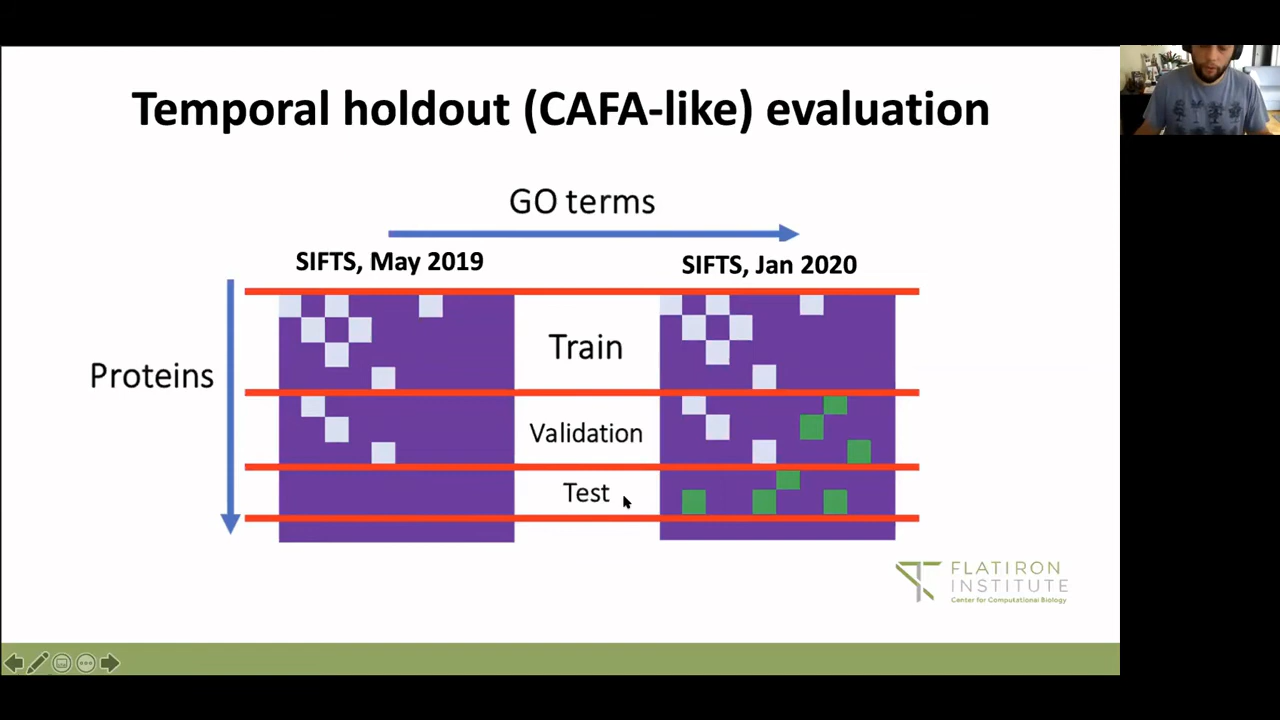 Temporal holdout (CAFA-like) evaluation
GO terms
SIFTS, May 2019
SIFTS, Jan 2020
Proteins
Train
Validation
Test
FLATIRON
INSTITUTE
Center for Computational Biology